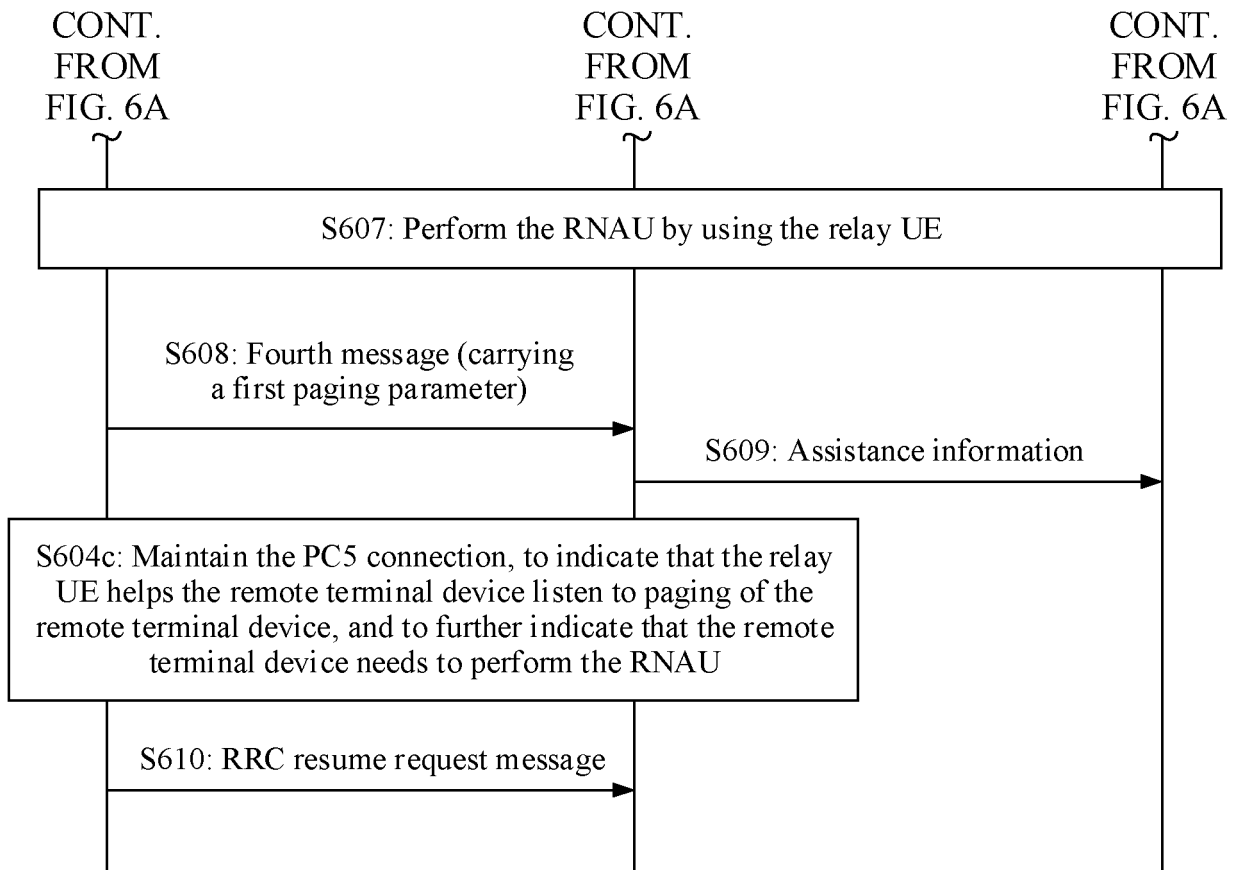 CONT.
FROM
FIG. 6A
CONT.
FROM
FIG. 6A
CONT.
FROM
FIG. 6A
S607: Perform the RNAU by using the relay UE
S608: Fourth message (carrying
a first paging parameter)
S609: Assistance information
S604c: Maintain the PC5 connection, to indicate that the relay
UE helps the remote terminal device listen to paging of the
remote terminal device, and to further indicate that the remote
terminal device needs to perform the RNAU
S610: RRC resume request message